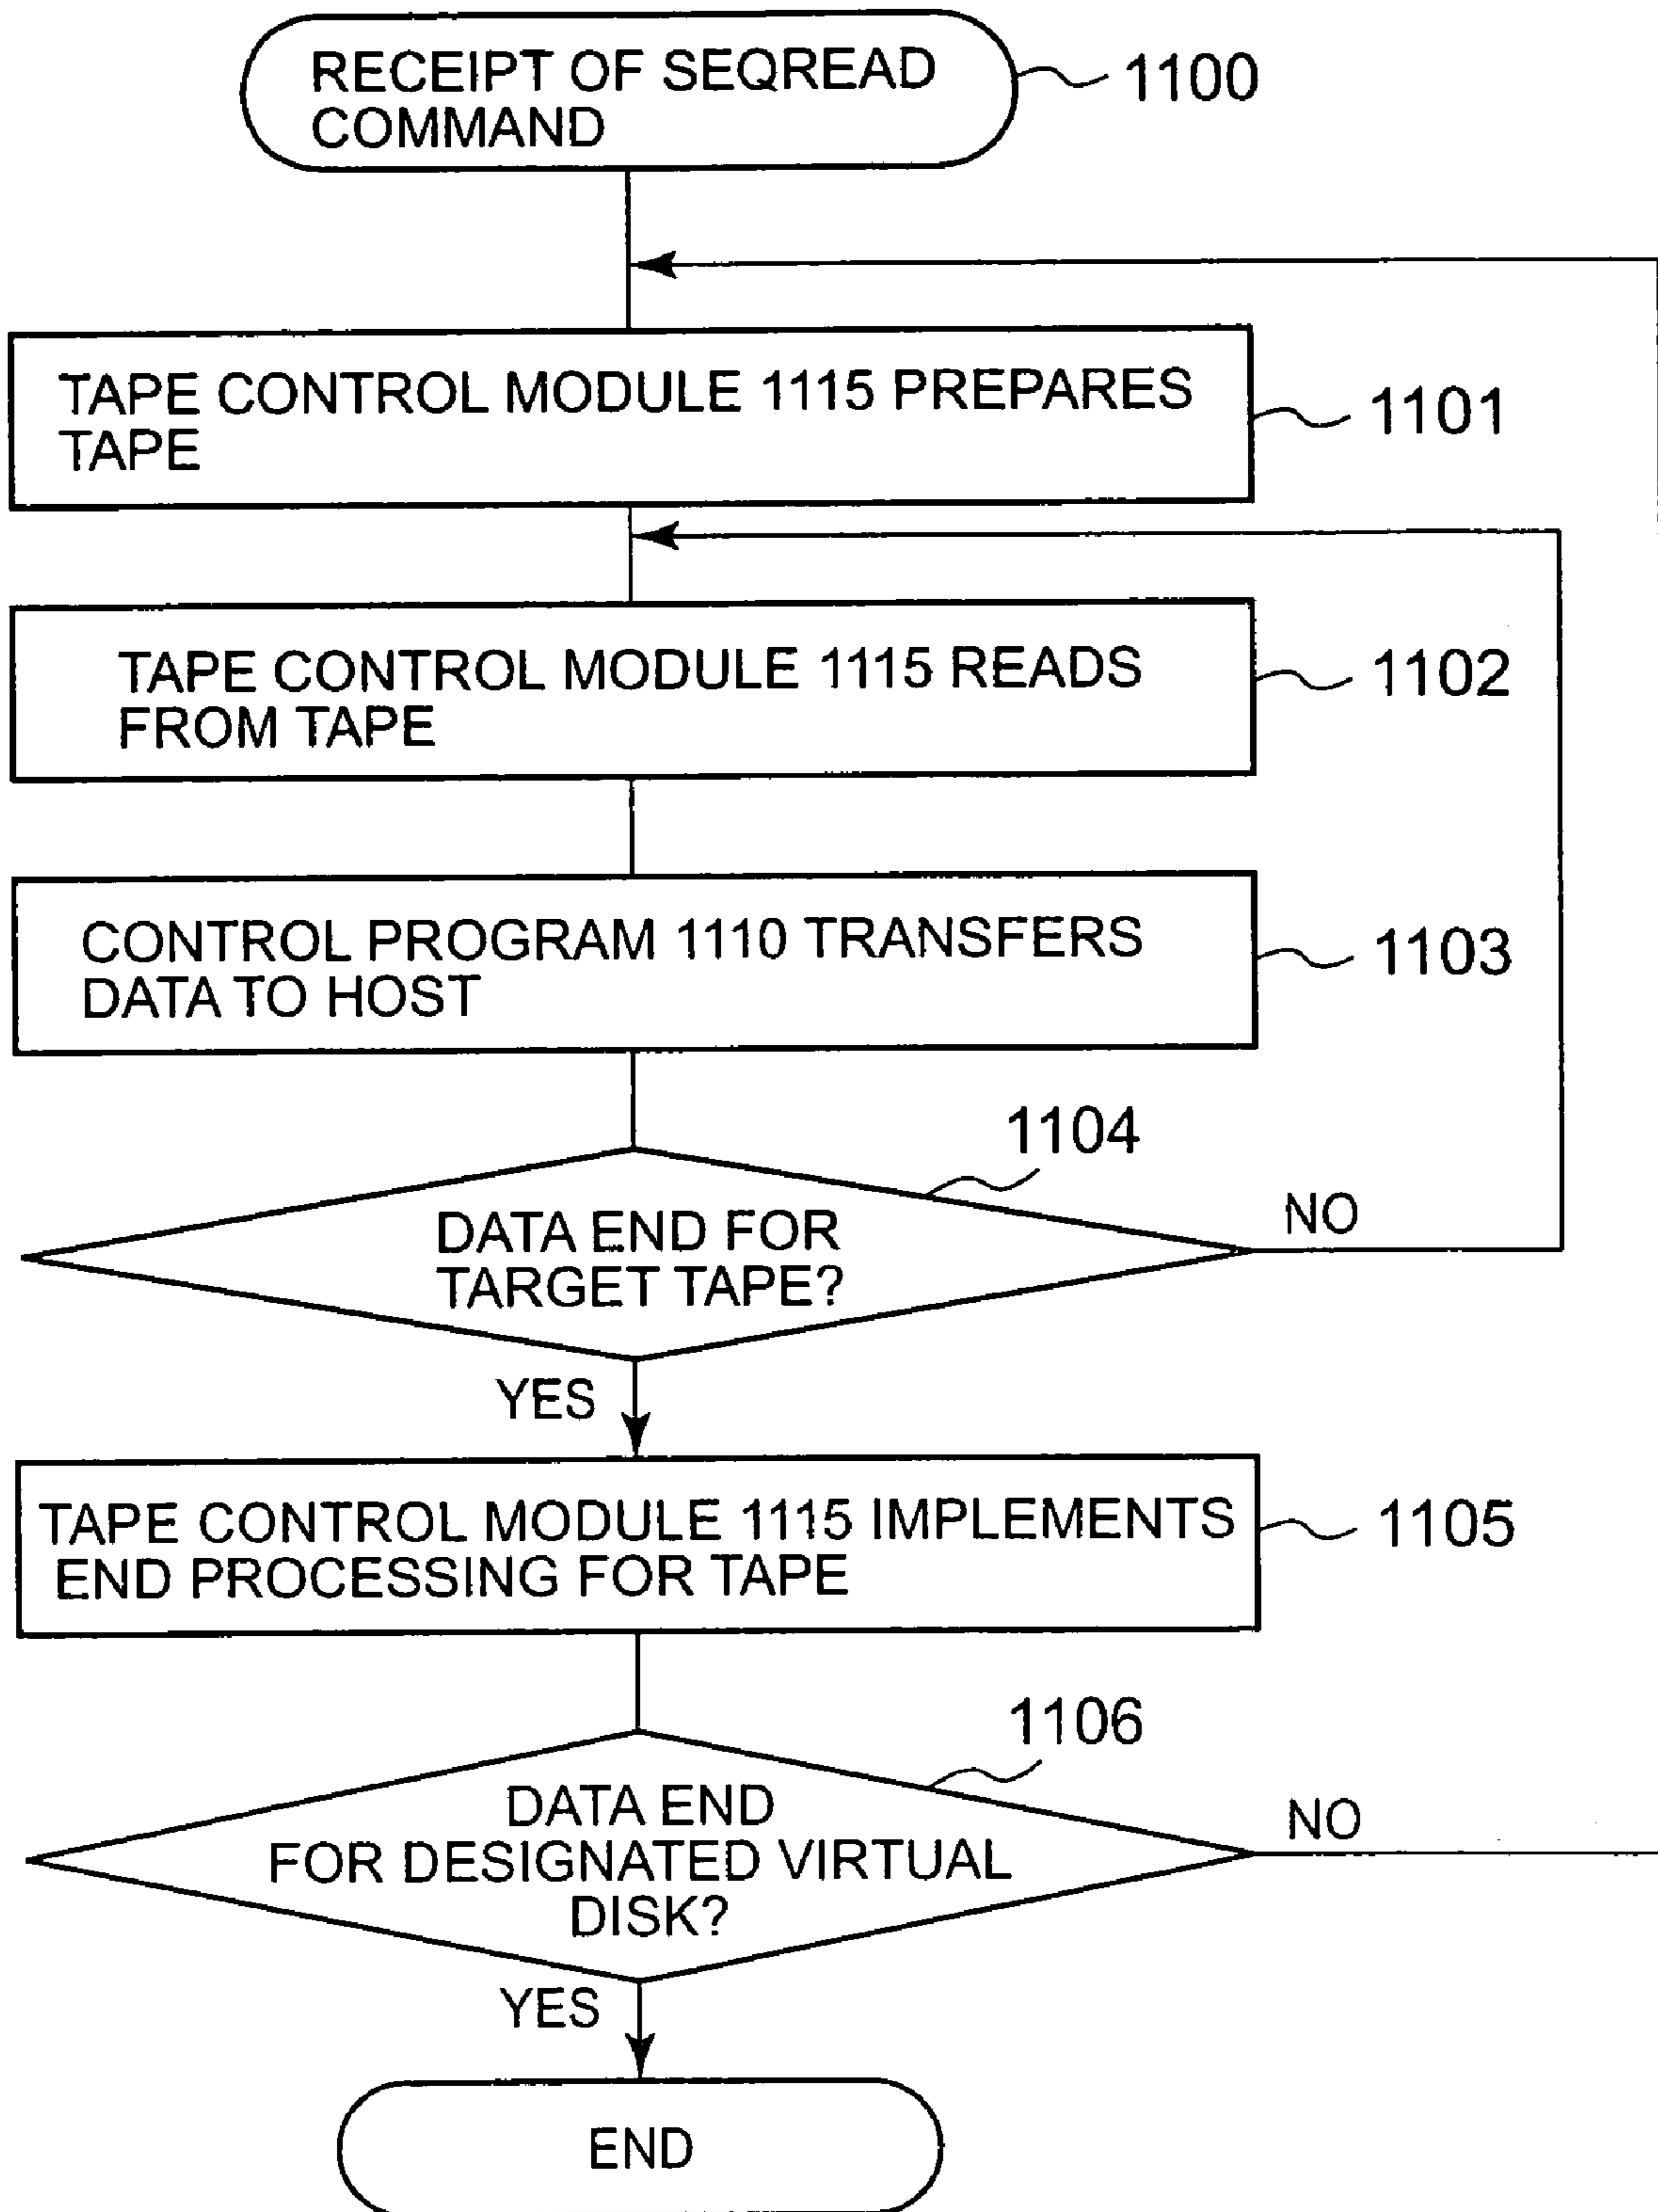 RECEIPT OF SEQREAD
COMMAND
1100
TAPE CONTROL MODULE 1115 PREPARES
TAPE
1101
TAPE CONTROL MODULE 1115 READS
FROM TAPE
1102
CONTROL PROGRAM 1110 TRANSFERS
DATA TO HOST
1103
1104
DATA END FOR
TARGET TAPE?
NO
YES
TAPE CONTROL MODULE 1115 IMPLEMENTS
END PROCESSING FOR TAPE
1105
1106
DATA END
FOR DESIGNATED VIRTUAL
DISK?
NO
YES
END